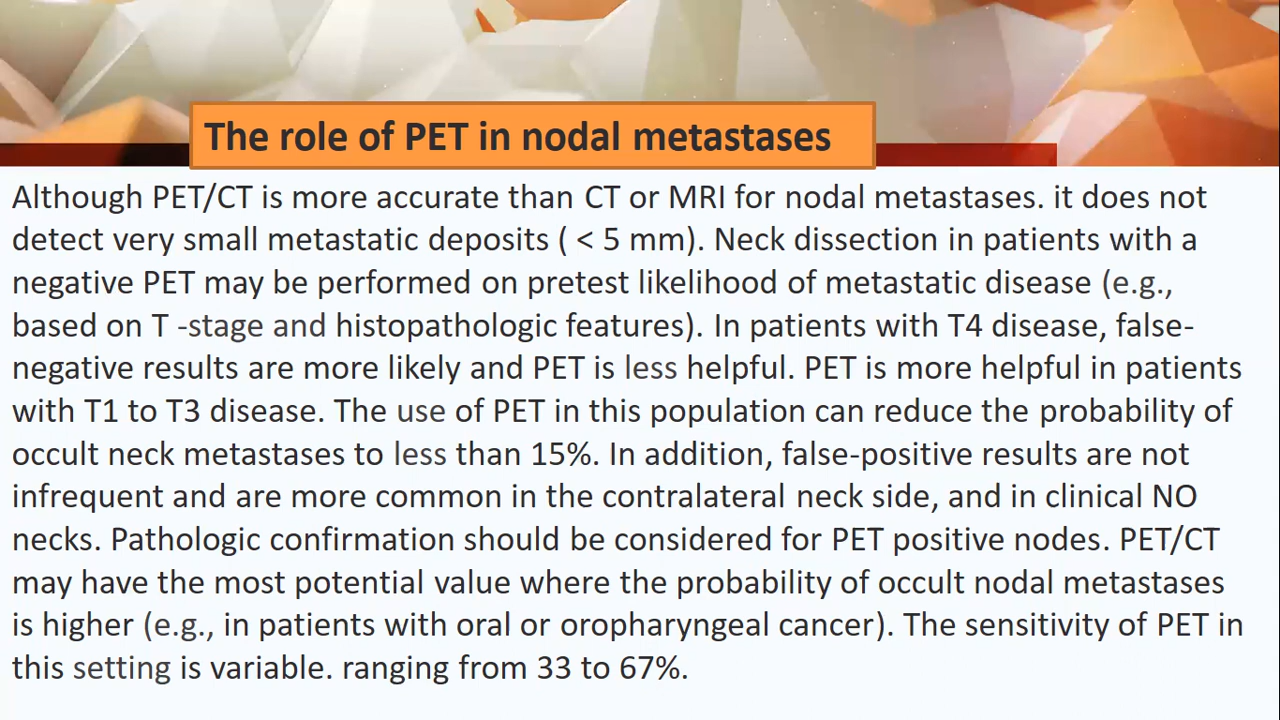 The role of PET in nodal metastases
Although PET/CT is more accurate than CT or MRI for nodal metastases. it does not
detect very small metastatic deposits ( < 5 mm). Neck dissection in patients with a
negative PET may be performed on pretest likelihood of metastatic disease (e.g.,
based on T -stage and histopathologic features). In patients with T4 disease, false-
negative results are more likely and PET is less helpful. PET is more helpful in patients
with T1 to T3 disease. The use of PET in this population can reduce the probability of
occult neck metastases to less than 15%. In addition, false-positive results are not
infrequent and are more common in the contralateral neck side, and in clinical NO
necks. Pathologic confirmation should be considered for PET positive nodes. PET/CT
may have the most potential value where the probability of occult nodal metastases
is higher (e.g., in patients with oral or oropharyngeal cancer). The sensitivity of PET in
this setting is variable. ranging from 33 to 67%.